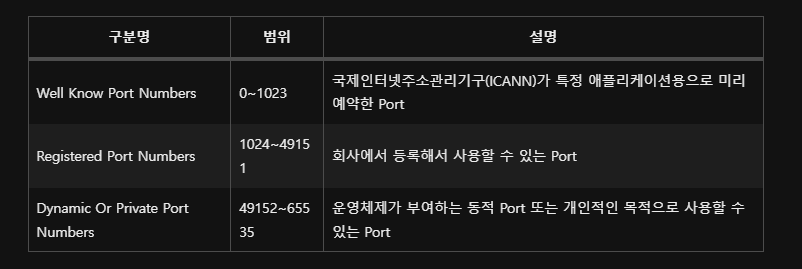 구분명 범위 설명
Well Know Port Numbers 0~1023 국제인터넷주소관리기구(ICANN)가 특정 애플리케이션용으로 미리
예약한 Port
Registered Port Numbers 1024~4915
1 회사에서 등록해서 사용할 수 있는 Port
Dynamic Or Private Port
Numbers 49152~655
35 운영체제가 부여하는 동적 Port 또는 개인적인 목적으로 사용할 수
있는 Port